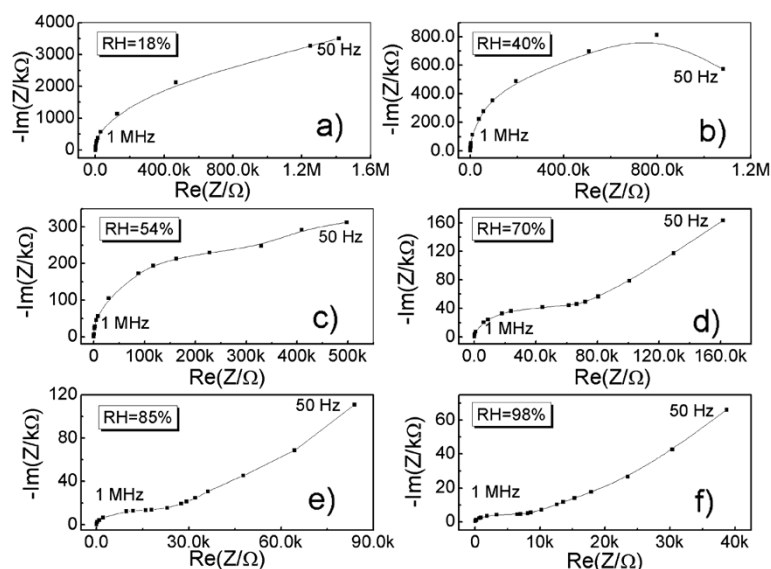 -Im(Z/kΩ)
4000
3000
2000
1000
0
RH=18%
50 Hz
1 MHz
a)
0.0
400.0k
800.0k
1.2M
1.6M
Re(Z/Ω)
-Im(Z/kΩ)
800.0
600.0
400.0
200.0
0.0
RH=40%
50 Hz
1 MHz
b)
0.0
400.0k
800.0k
1.2M
Re(Z/Ω)
-Im(Z/kΩ)
300
200
100
0
RH=54%
50 Hz
1 MHz
c)
0
100k
200k
300k
400k
500k
Re(Z/Ω)
-Im(Z/kΩ)
160
120
80
40
0
RH=70%
50 Hz
1 MHz
d)
0.0
40.0k
80.0k
120.0k
160.0k
Re(Z/Ω)
-Im(Z/kΩ)
120
80
40
0
RH=85%
50 Hz
1 MHz
e)
0.0
30.0k
60.0k
90.0k
Re(Z/Ω)
-Im(Z/kΩ)
60
40
20
0
RH=98%
50 Hz
1 MHz
f)
0
10k
20k
30k
40k
Re(Z/Ω)